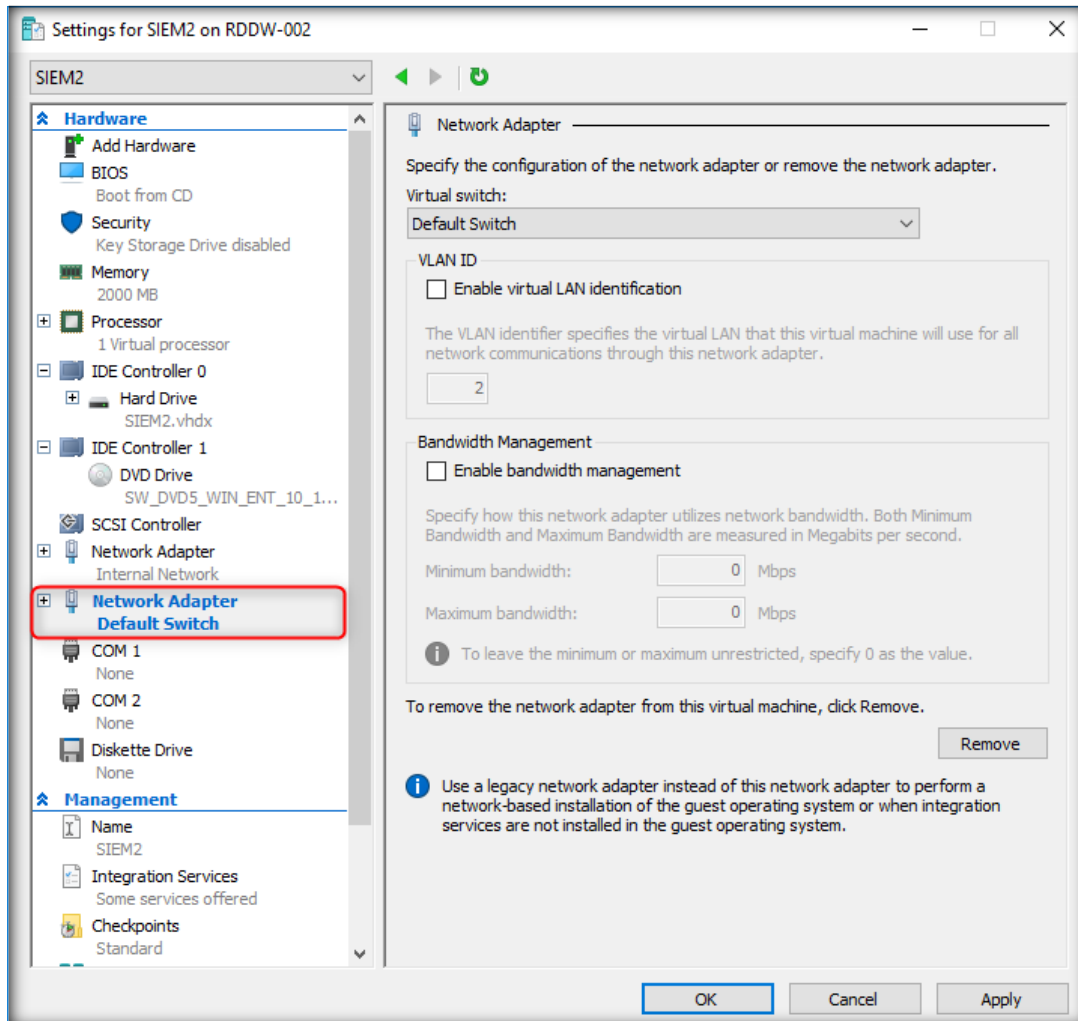 Settings for SIEM2 on RDDW-002
SIEM2
Hardware
Add Hardware
BIOS
Boot from CD
Security
Key Storage Drive disabled
Memory
2000 MB
Processor
1 Virtual processor
IDE Controller 0
Hard Drive
SIEM2.vhdx
IDE Controller 1
DVD Drive
SW_DVD5_WIN_ENT_10_1...
SCSI Controller
Network Adapter
Internal Network
Network Adapter
Default Switch
COM 1
None
COM 2
None
Diskette Drive
None
Management
Name
SIEM2
Integration Services
Some services offered
Checkpoints
Standard
Network Adapter
Specify the configuration of the network adapter or remove the network adapter.
Virtual switch:
Default Switch
VLAN ID
Enable virtual LAN identification
The VLAN identifier specifies the virtual LAN that this virtual machine will use for all
network communications through this network adapter.
2
Bandwidth Management
Enable bandwidth management
Specify how this network adapter utilizes network bandwidth. Both Minimum
Bandwidth and Maximum Bandwidth are measured in Megabits per second.
Minimum bandwidth: 0 Mbps
Maximum bandwidth: 0 Mbps
To leave the minimum or maximum unrestricted, specify 0 as the value.
To remove the network adapter from this virtual machine, click Remove.
Remove
Use a legacy network adapter instead of this network adapter to perform a
network-based installation of the guest operating system or when integration
services are not installed in the guest operating system.
OK Cancel Apply